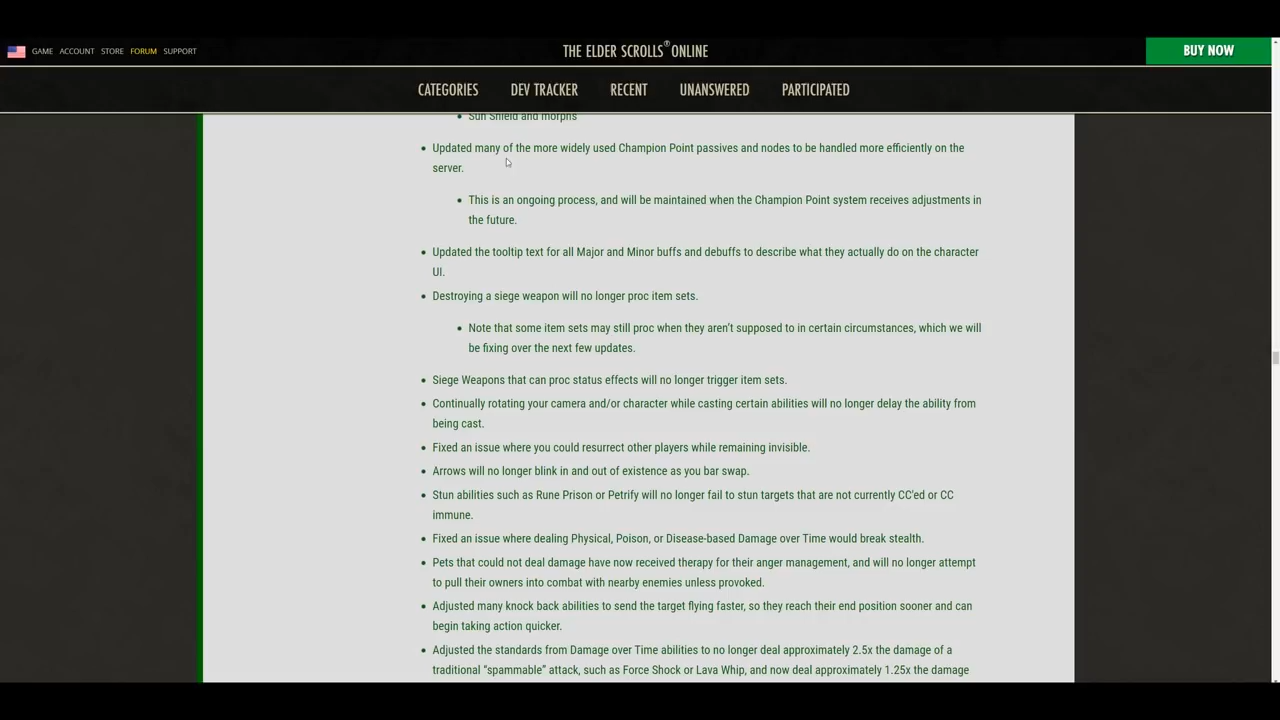 GAME ACCOUNT STORE FORUM SUPPORT
THE ELDER SCROLLS® ONLINE
BUY NOW
CATEGORIES DEV TRACKER RECENT UNANSWERED PARTICIPATED
Sun Shield and morphs
Updated many of the more widely used Champion Point passives and nodes to be handled more efficiently on the
server.
This is an ongoing process, and will be maintained when the Champion Point system receives adjustments in
the future.
Updated the tooltip text for all Major and Minor buffs and debuffs to describe what they actually do on the character
UI.
Destroying a siege weapon will no longer proc item sets.
Note that some item sets may still proc when they aren’t supposed to in certain circumstances, which we will
be fixing over the next few updates.
Siege Weapons that can proc status effects will no longer trigger item sets.
Continually rotating your camera and/or character while casting certain abilities will no longer delay the ability from
being cast.
Fixed an issue where you could resurrect other players while remaining invisible.
Arrows will no longer blink in and out of existence as you bar swap.
Stun abilities such as Rune Prison or Petrify will no longer fail to stun targets that are not currently CC'ed or CC
immune.
Fixed an issue where dealing Physical, Poison, or Disease-based Damage over Time would break stealth.
Pets that could not deal damage have now received therapy for their anger management, and will no longer attempt
to pull their owners into combat with nearby enemies unless provoked.
Adjusted many knock back abilities to send the target flying faster, so they reach their end position sooner and can
begin taking action quicker.
Adjusted the standards from Damage over Time abilities to no longer deal approximately 2.5x the damage of a
traditional “spammable” attack, such as Force Shock or Lava Whip, and now deal approximately 1.25x the damage